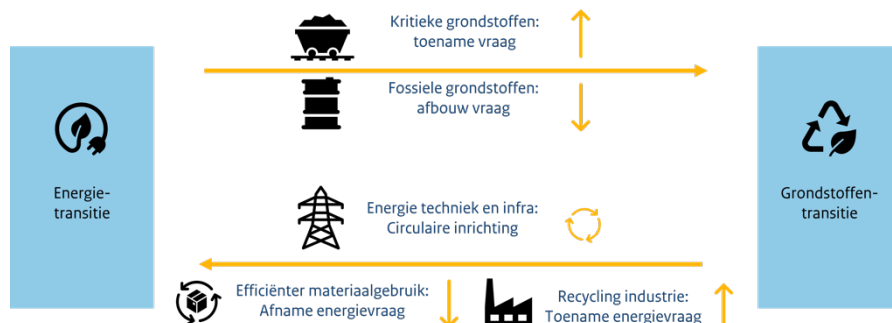 Kritieke grondstoffen:
toename vraag
Fossiele grondstoffen:
afbouw vraag
Energie-
transitie
Grondstoffen-
transitie
Energie techniek en infra:
Circulaire inrichting
Efficiënter materiaalgebruik:
Afname energievraag
Recycling industrie:
Toename energievraag